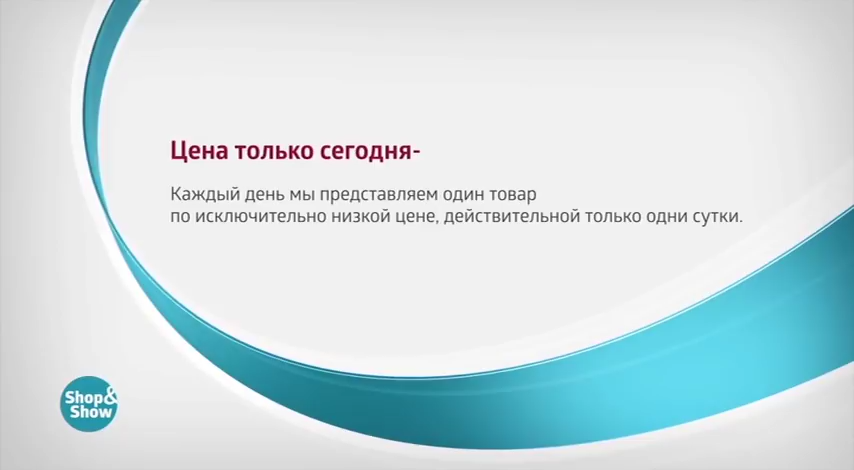 Цена только сегодня-
Каждый день мы представляем один товар
по исключительно низкой цене, действительной только одни сутки.
Shop&
Show